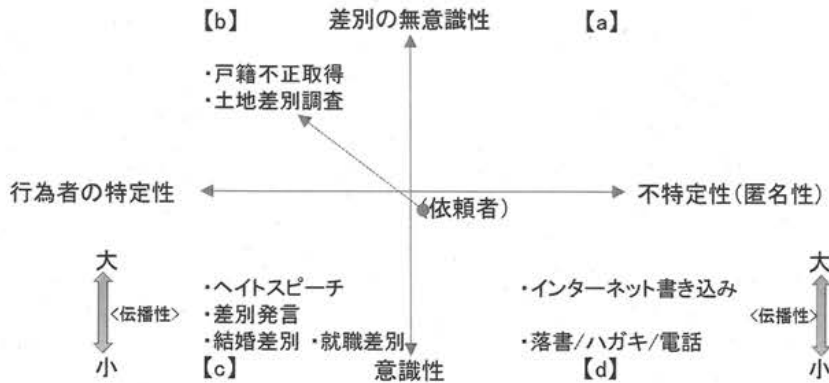 【b】 差別の無意識性 【a】
・戸籍不正取得
・土地差別調査
行為者の特定性 不特定性(匿名性)
(依頼者)
大 大
・ヘイトスピーチ ・インターネット書き込み
<伝播性> ・差別発言 <伝播性>
・結婚差別 ・就職差別 ・落書/ハガキ/電話
小 【c】 意識性 【d】 小